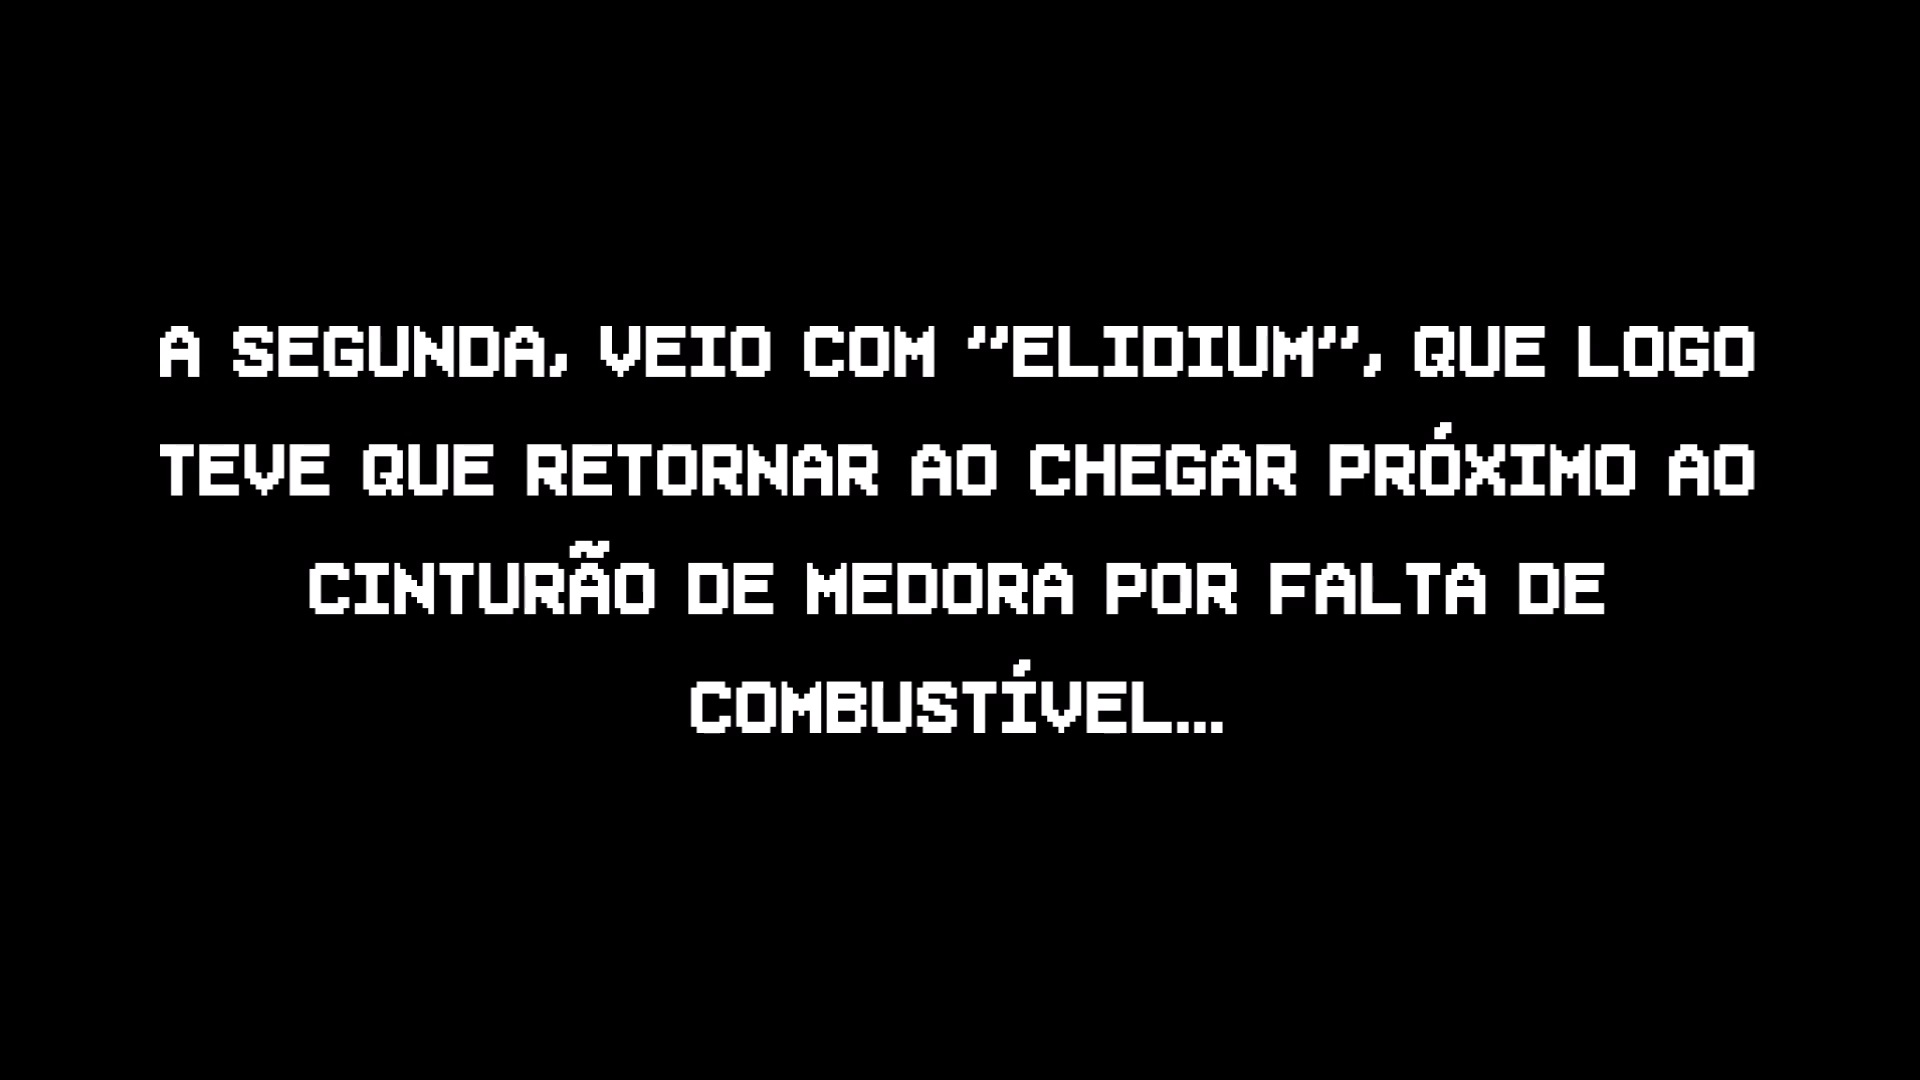 A SEGUNDA, VEIO COM "ELIDIUM", QUE LOGO
TEVE QUE RETORNAR AO CHEGAR PRÓXIMO AO
CINTURÃO DE MEDORA POR FALTA DE
COMBUSTÍVEL...